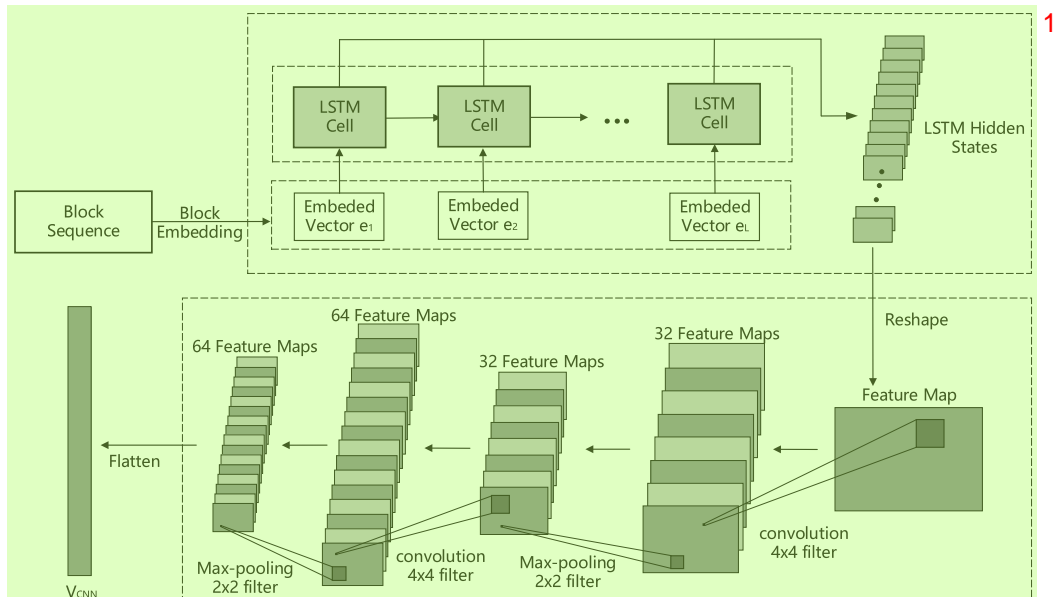 1
LSTM
Cell
LSTM
Cell
LSTM
Cell
LSTM Hidden
States
Block
Sequence
Block
Embedding
Embeded
Vector e1
Embeded
Vector e2
Embeded
Vector eL
Reshape
Feature Map
32 Feature Maps
32 Feature Maps
64 Feature Maps
64 Feature Maps
Flatten
convolution
4x4 filter
Max-pooling
2x2 filter
convolution
4x4 filter
Max-pooling
2x2 filter
VCNN